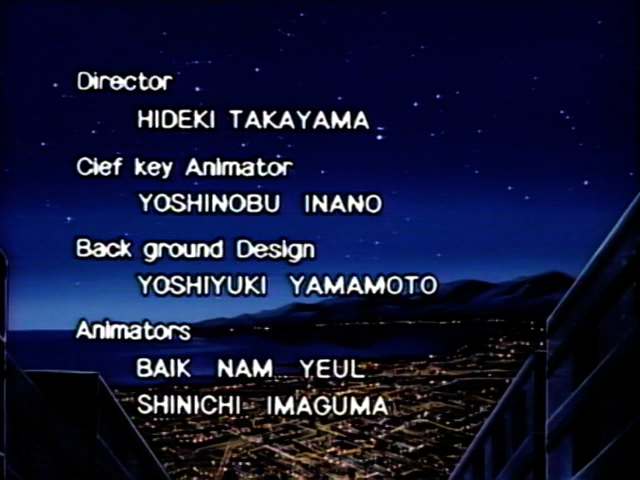 Director
HIDEKI TAKAYAMA
Cief key Animator
YOSHINOBU INANO
Back ground Design
YOSHIYUKI YAMAMOTO
Animators
BAIK NAM YEUL
SHINICHI IMAGUMA